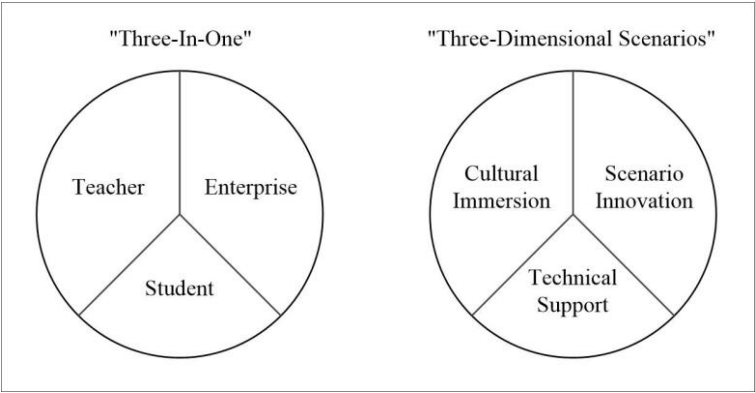 "Three-In-One"
Teacher
Enterprise
Student
"Three-Dimensional Scenarios"
Cultural
Immersion
Scenario
Innovation
Technical
Support